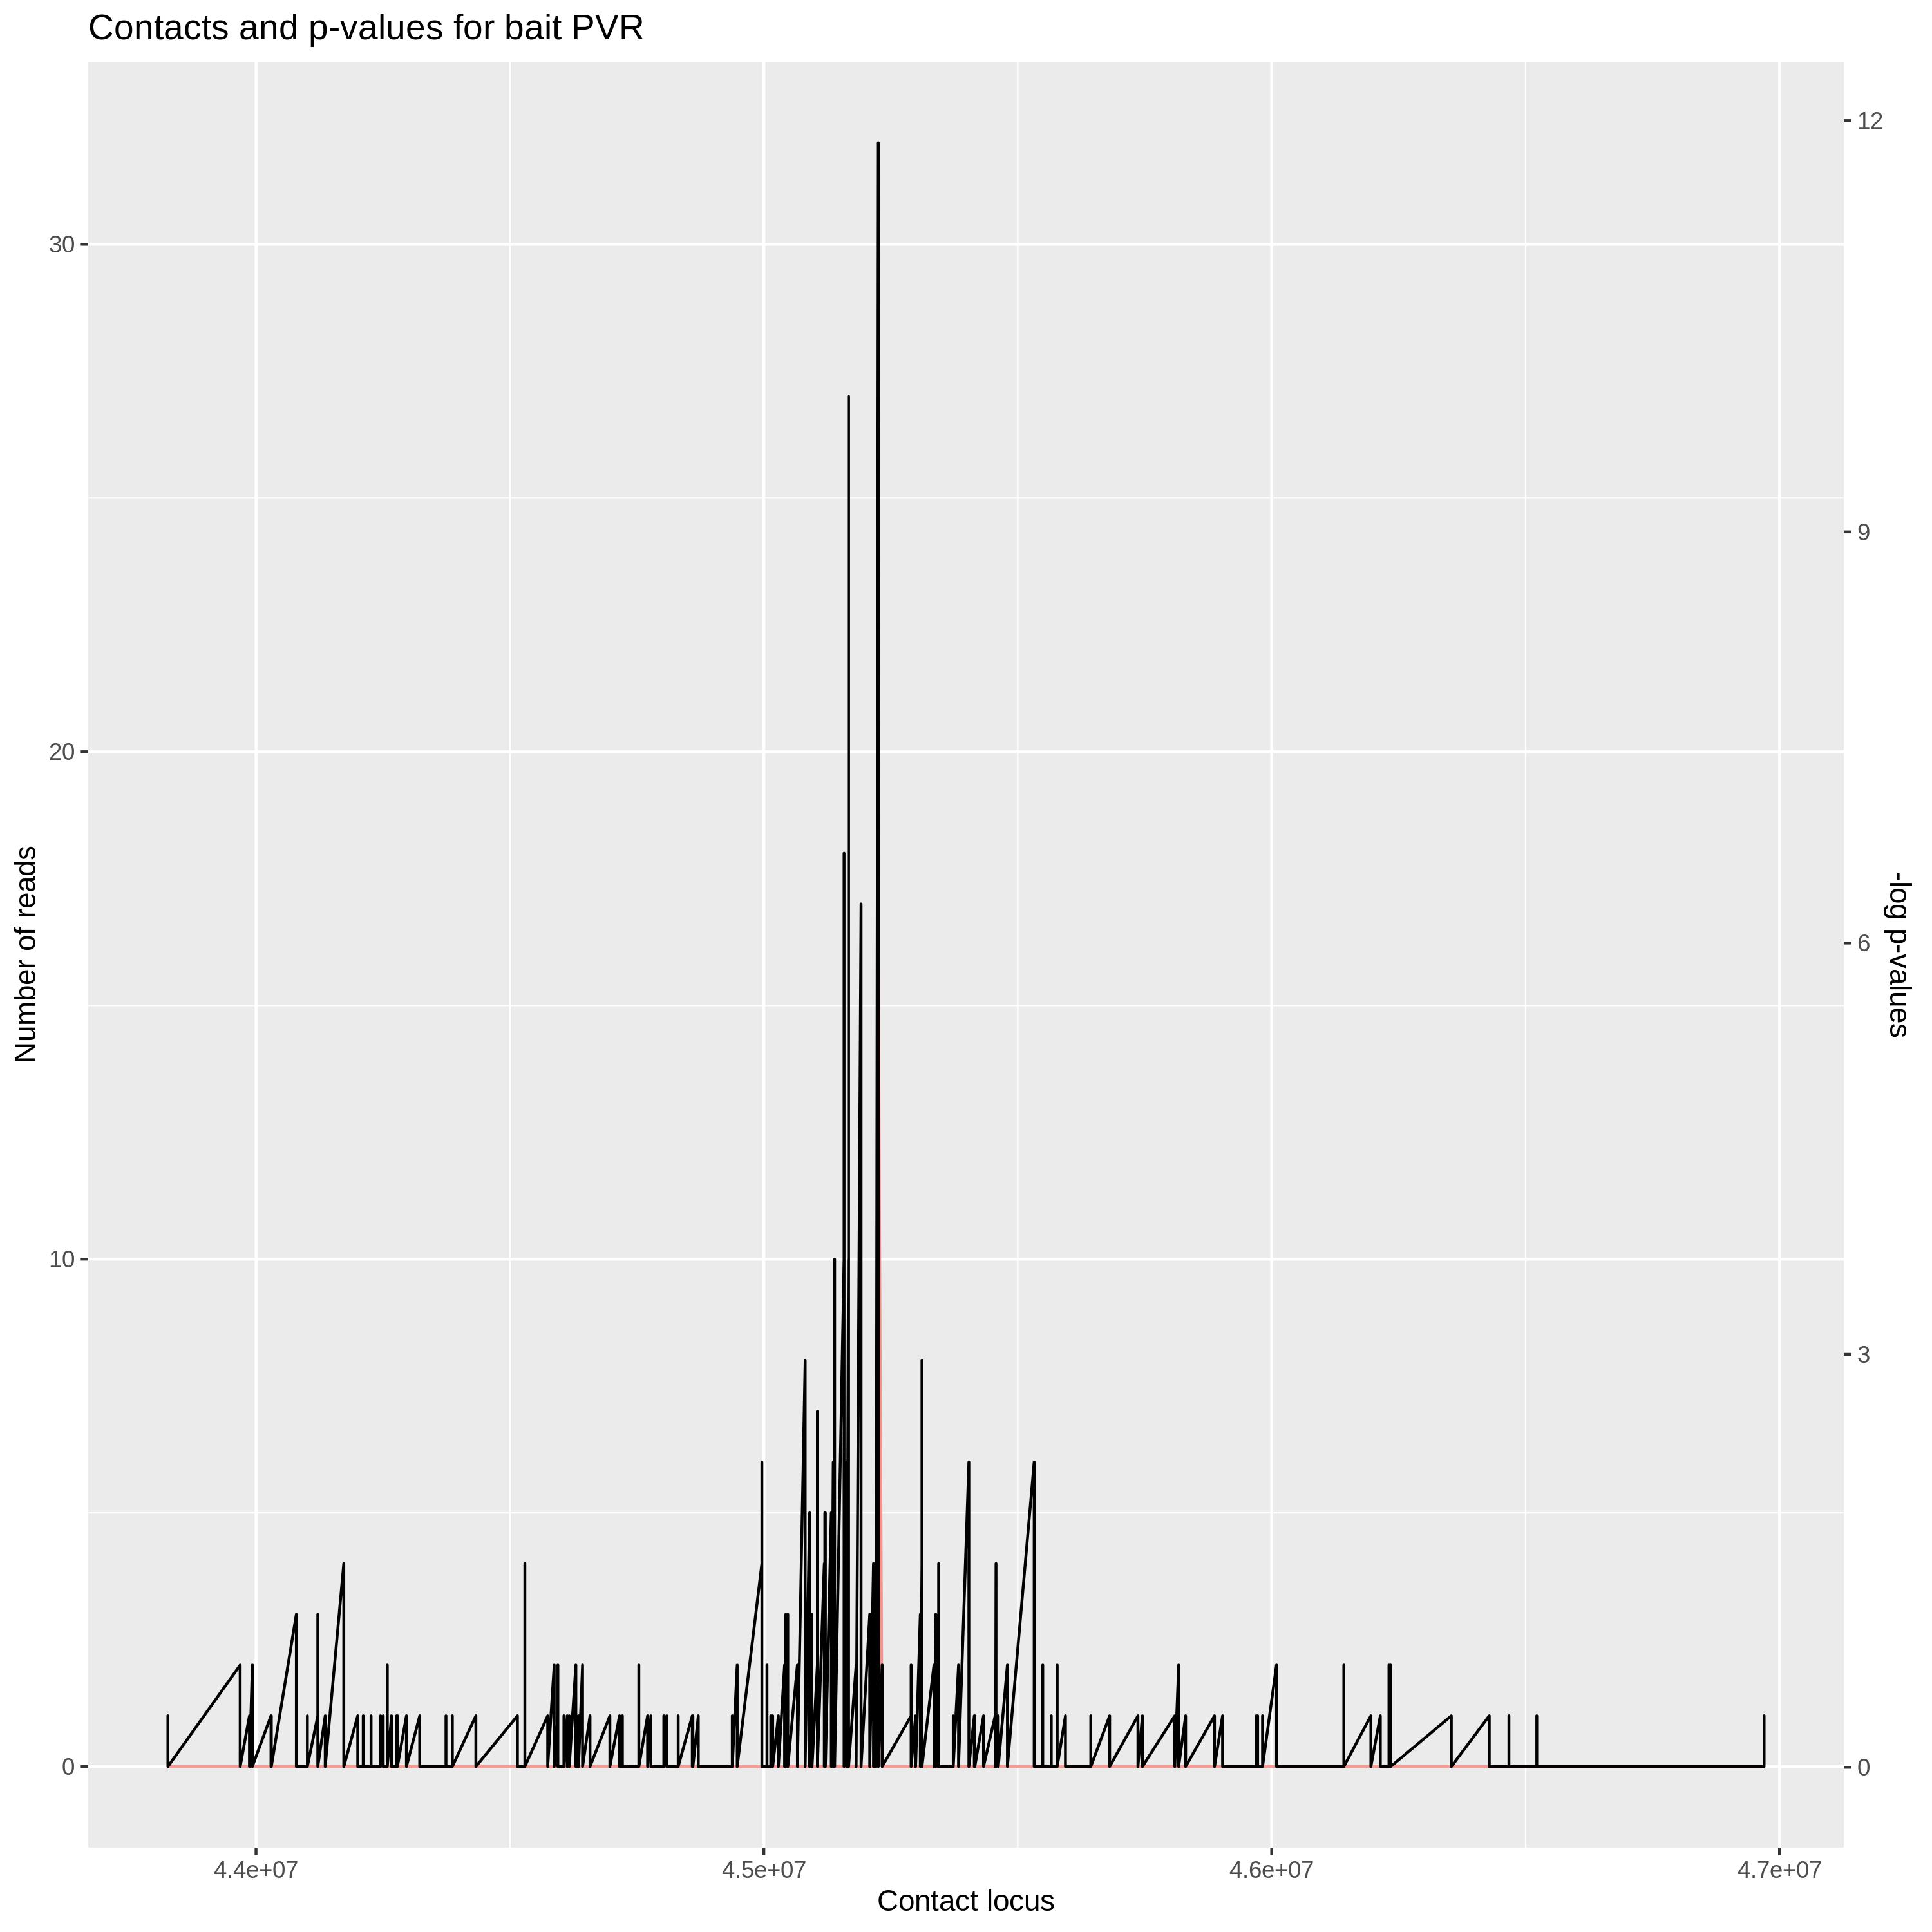 Contacts and p-values for bait PVR
30
20
10
0
12
9
6
3
0
Number of reads
-log p-values
4.4e+07
4.5e+07
4.6e+07
4.7e+07
Contact locus